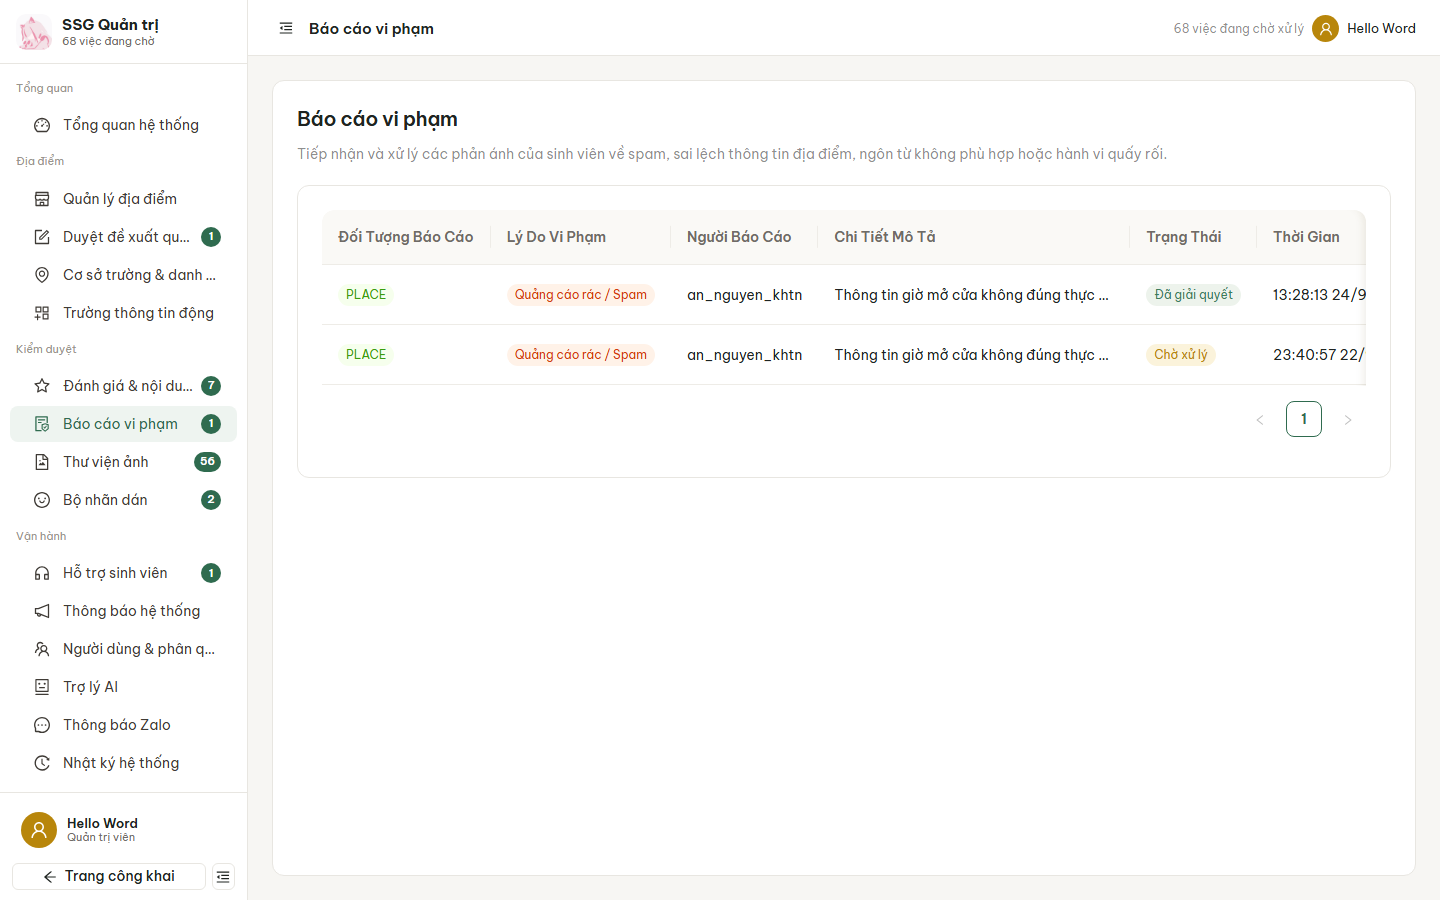 SSG Quản trị
68 việc đang chờ
Tổng quan
Tổng quan hệ thống
Địa điểm
Quản lý địa điểm
Duyệt đề xuất qu... 1
Cơ sở trường & danh ...
Trường thông tin động
Kiểm duyệt
Đánh giá & nội du... 7
Báo cáo vi phạm 1
Thư viện ảnh 56
Bộ nhãn dán 2
Vận hành
Hỗ trợ sinh viên 1
Thông báo hệ thống
Người dùng & phân q...
Trợ lý AI
Thông báo Zalo
Nhật ký hệ thống
Hello Word
Quản trị viên
Trang công khai
Báo cáo vi phạm
68 việc đang chờ xử lý Hello Word
Báo cáo vi phạm
Tiếp nhận và xử lý các phản ánh của sinh viên về spam, sai lệch thông tin địa điểm, ngôn từ không phù hợp hoặc hành vi quấy rối.
Đối Tượng Báo Cáo Lý Do Vi Phạm Người Báo Cáo Chi Tiết Mô Tả Trạng Thái Thời Gian
PLACE Quảng cáo rác / Spam an_nguyen_khtn Thông tin giờ mở cửa không đúng thực ... Đã giải quyết 13:28:13 24/9
PLACE Quảng cáo rác / Spam an_nguyen_khtn Thông tin giờ mở cửa không đúng thực ... Chờ xử lý 23:40:57 22/
1